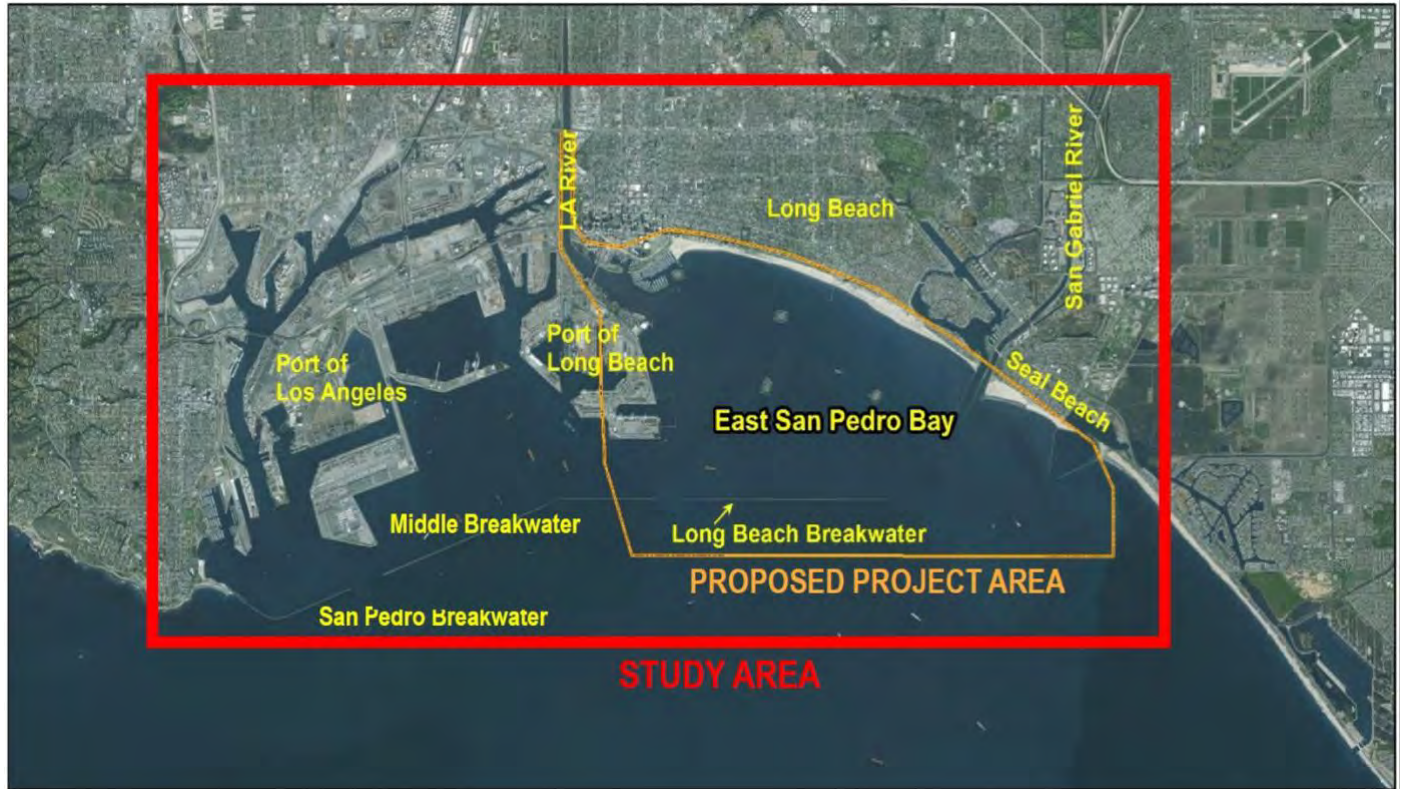 LA River
Long Beach
San Gabriel River
Port of
Long Beach
Port of
Los Angeles
Seal Beach
East San Pedro Bay
Middle Breakwater
Long Beach Breakwater
PROPOSED PROJECT AREA
San Pedro Breakwater
STUDY AREA